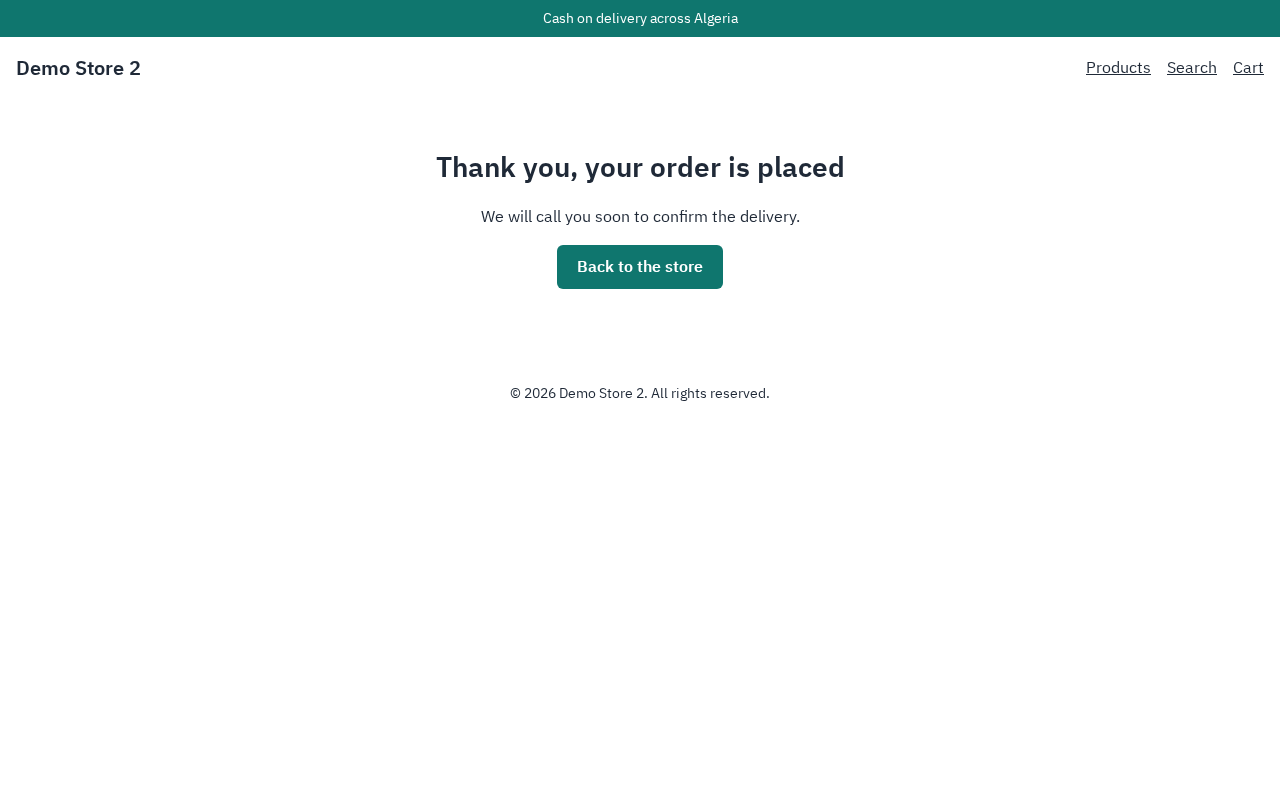 Cash on delivery across Algeria
Demo Store 2
Products Search Cart
Thank you, your order is placed
We will call you soon to confirm the delivery.
Back to the store
© 2026 Demo Store 2. All rights reserved.